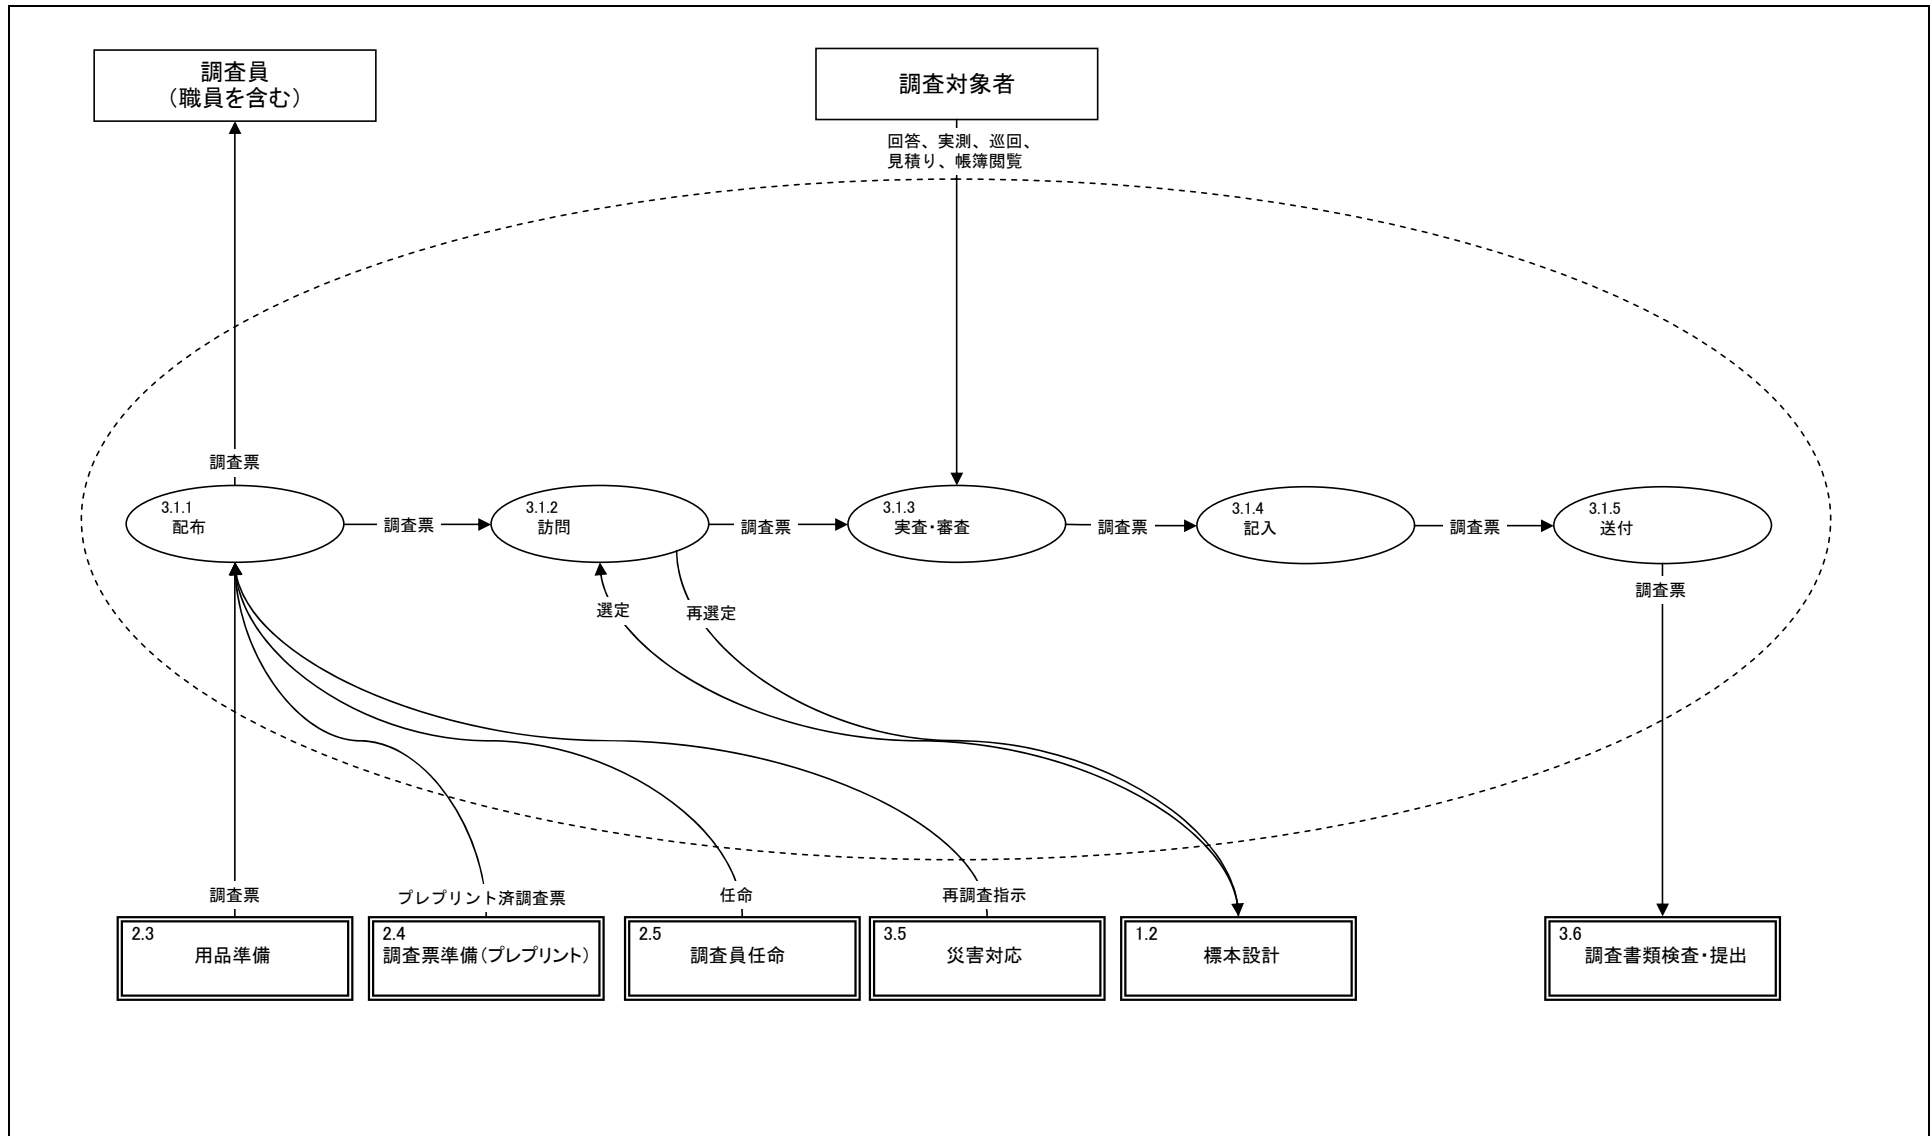 調査員
（職員を含む）
調査対象者
回答、実測、巡回、
見積り、帳簿閲覧
調査票
3.1.1
配布
調査票
3.1.2
訪問
調査票
3.1.3
実査・審査
調査票
3.1.4
記入
調査票
3.1.5
送付
選定
再選定
調査票
調査票
プレプリント済調査票
任命
再調査指示
2.3
用品準備
2.4
調査票準備（プレプリント）
2.5
調査員任命
3.5
災害対応
1.2
標本設計
3.6
調査書類検査・提出